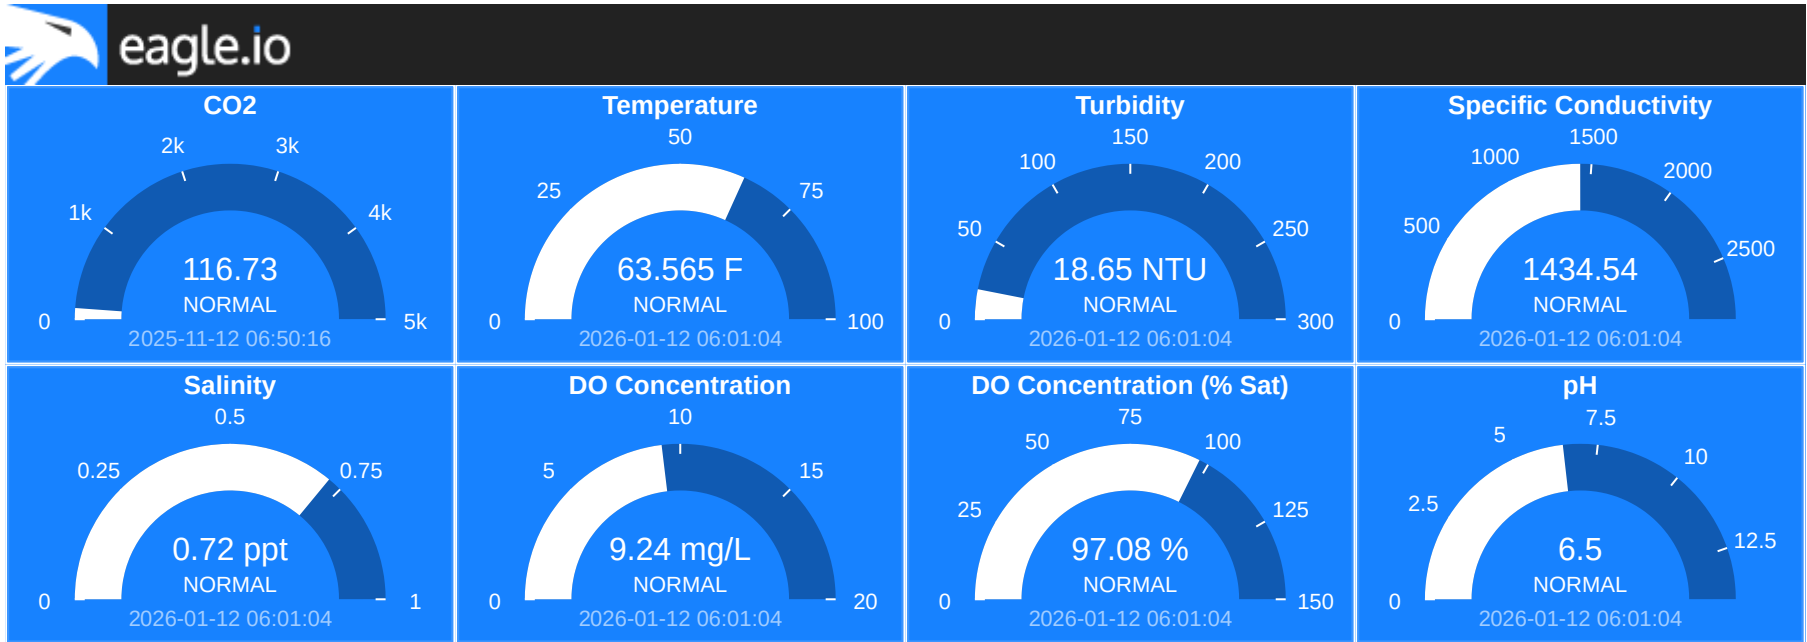 eagle.io
CO2
0
1k
2k
3k
4k
5k
116.73
NORMAL
2025-11-12 06:50:16
Temperature
0
25
50
75
100
63.565 F
NORMAL
2026-01-12 06:01:04
Turbidity
0
50
100
150
200
250
300
18.65 NTU
NORMAL
2026-01-12 06:01:04
Specific Conductivity
0
500
1000
1500
2000
2500
1434.54
NORMAL
2026-01-12 06:01:04
Salinity
0
0.25
0.5
0.75
1
0.72 ppt
NORMAL
2026-01-12 06:01:04
DO Concentration
0
5
10
15
20
9.24 mg/L
NORMAL
2026-01-12 06:01:04
DO Concentration (% Sat)
0
25
50
75
100
125
150
97.08 %
NORMAL
2026-01-12 06:01:04
pH
0
2.5
5
7.5
10
12.5
6.5
NORMAL
2026-01-12 06:01:04